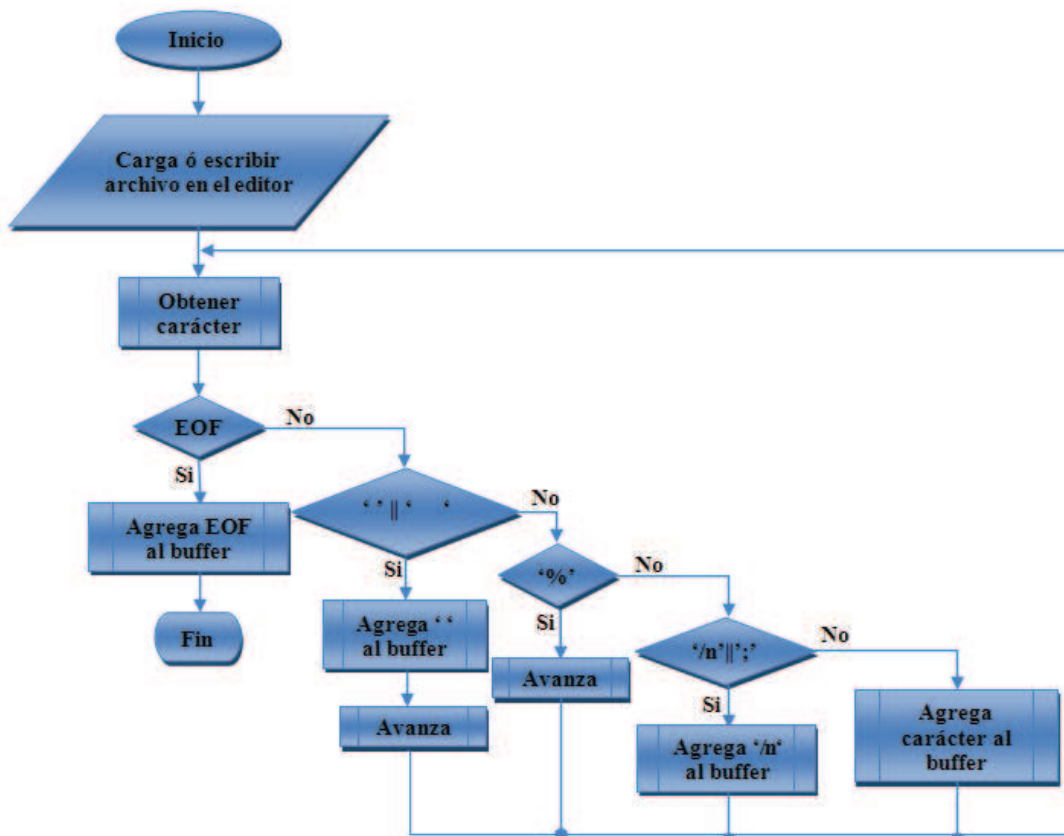 Inicio
Carga ó escribir
archivo en el editor
Obtener
carácter
EOF
No
Si
Agrega EOF
al buffer
Fin
‘ ’ || ‘ ‘
No
Si
Agrega ‘ ‘
al buffer
Avanza
‘%’
No
Si
Avanza
‘/n’||’;’
No
Si
Agrega ‘/n‘
al buffer
Agrega
carácter al
buffer